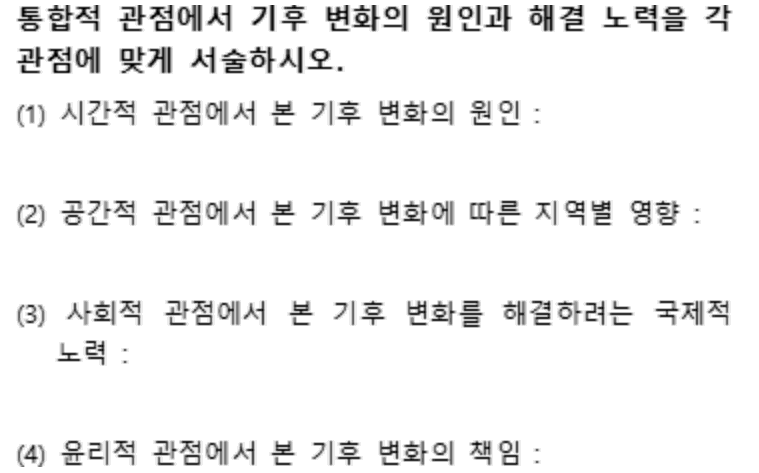 통합적 관점에서 기후 변화의 원인과 해결 노력을 각
관점에 맞게 서술하시오.
(1) 시간적 관점에서 본 기후 변화의 원인 :
(2) 공간적 관점에서 본 기후 변화에 따른 지역별 영향 :
(3) 사회적 관점에서 본 기후 변화를 해결하려는 국제적
노력 :
(4) 윤리적 관점에서 본 기후 변화의 책임 :